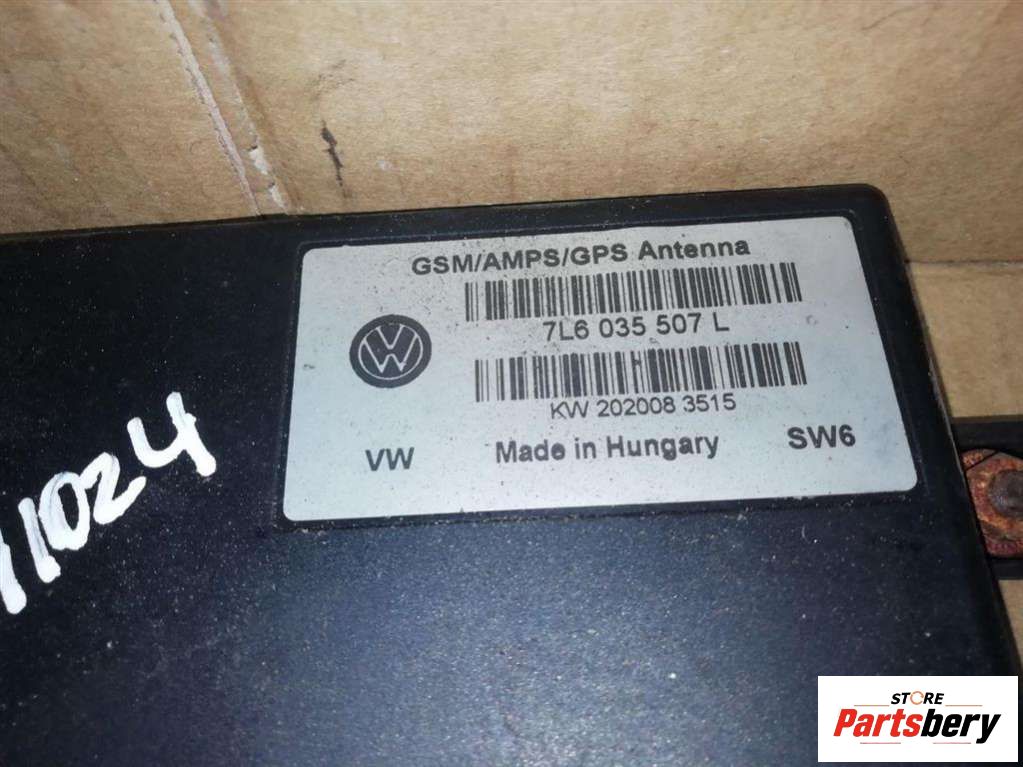 GSM/AMPS/GPS Antenna
7L6 035 507 L
KW 202008 3515
VW
Made in Hungary
SW6
11024
STORE
Partsbery